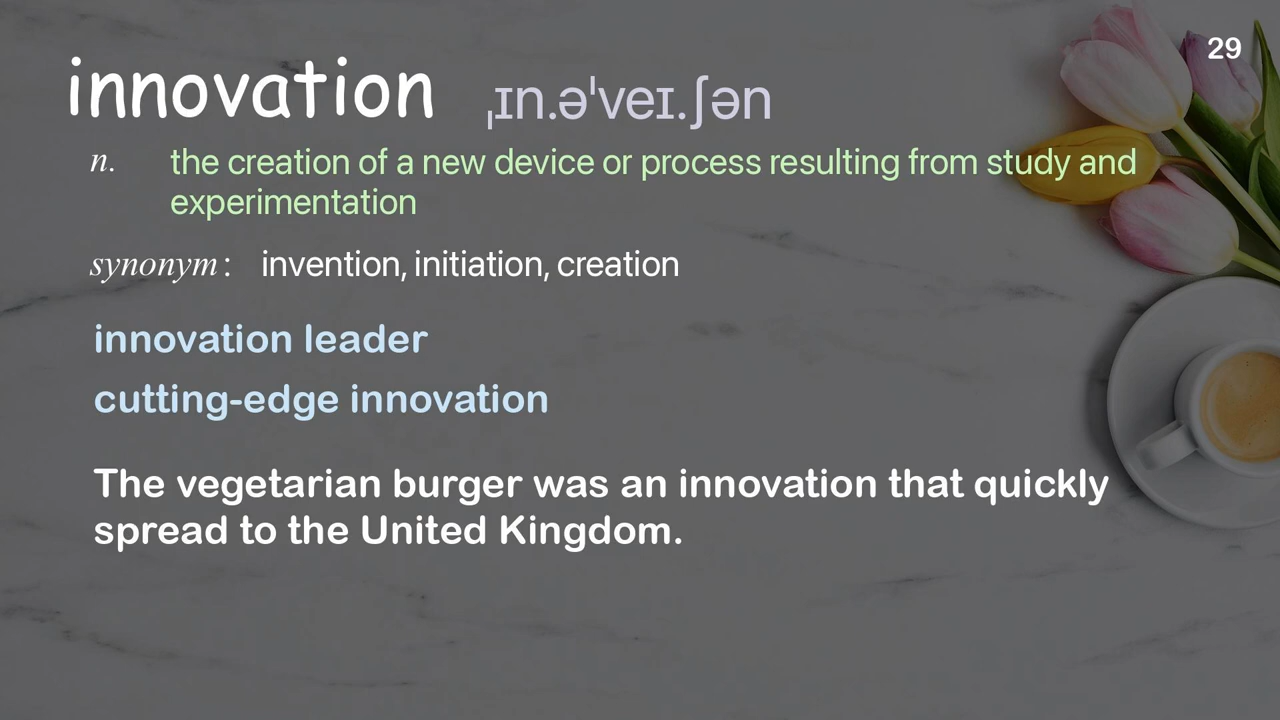 29
innovation ˌɪn.əˈveɪ.ʃən
n. the creation of a new device or process resulting from study and
experimentation
synonym : invention, initiation, creation
innovation leader
cutting-edge innovation
The vegetarian burger was an innovation that quickly
spread to the United Kingdom.